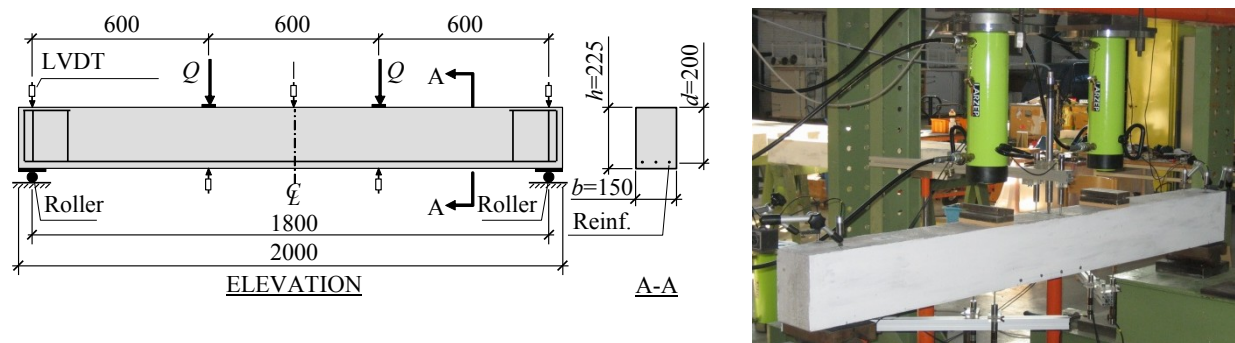 600 600 600
LVDT
Q Q
A
h=225
d=200
℄
A
b=150
Roller Roller
Reinf.
1800
2000
ELEVATION A-A
LARZEP
LARZEP